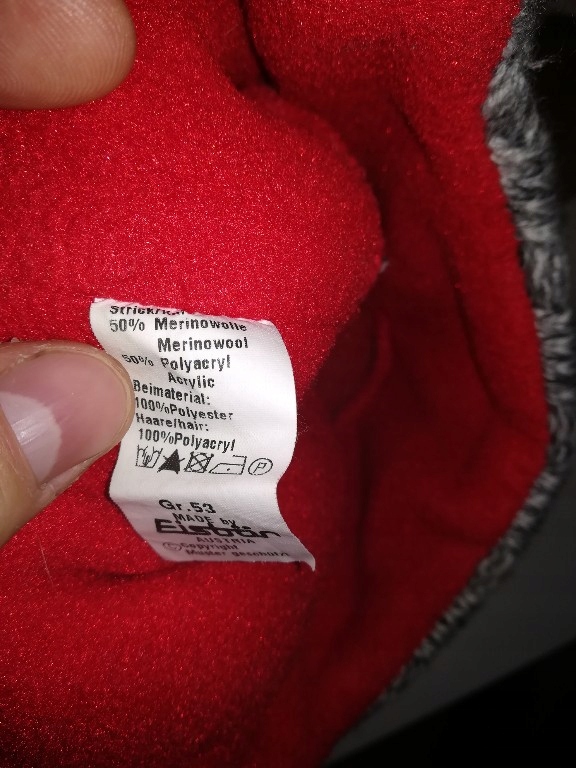 50% Merinowolle
Merinowool
50% Polyacryl
Acrylic
Beimaterial:
100%Polyester
Haare/hair:
100%Polyacryl
P
Gr.53
MADE by
Eisbär
AUSTRIA
©Copyright
Muster geschützt